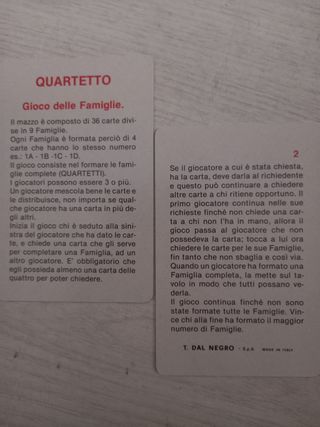 QUARTETTO
Gioco delle Famiglie.
Il mazzo è composto di 36 carte divi-
se in 9 Famiglie.
Ogni Famiglia è formata perciò di 4
carte che hanno lo stesso numero
es.: 1A - 1B -1C - 1D.
Il gioco consiste nel formare le fami-
glie complete (QUARTETTI).
I giocatori possono essere 3 o più.
Un giocatore mescola bene le carte e
le distribuisce, non importa se qual-
che giocatore ha una carta in più de-
gli altri.
Inizia il gioco chi è seduto alla sini-
stra del giocatore che ha dato le car-
te, e chiede una carta che gli serve
per completare una Famiglia, ad un
altro giocatore. E' obbligatorio che
egli possieda almeno una carta delle
quattro per poter chiedere.
2
Se il giocatore a cui è stata chiesta,
ha la carta, deve darla al richiedente
e questo può continuare a chiedere
altre carte a chi ritiene opportuno. Il
primo giocatore continua nelle sue
richieste finché non chiede una car-
ta a chi non l'ha in mano, allora il
gioco passa al giocatore che non
possedeva la carta; tocca a lui ora
chiedere le carte per le sue Famiglie,
fin tanto che non sbaglia e così via.
Quando un giocatore ha formato una
Famiglia completa, la mette sul ta-
volo in modo che tutti possano ve-
derla.
Il gioco continua finché non sono
state formate tutte le Famiglie. Vin-
ce chi alla fine ha formato il maggior
numero di Famiglie.
T. DAL NEGRO - S.p.A. MADE IN ITALY